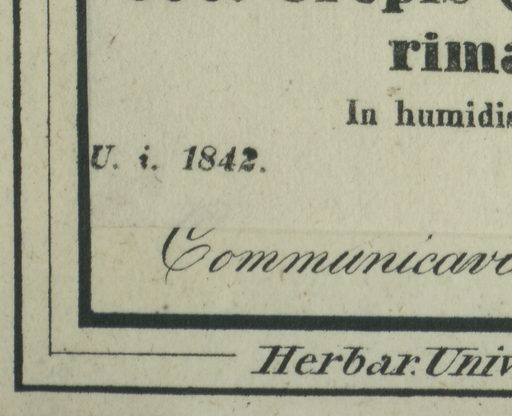 rima
In humidis
U. i. 1842.
Communicav
Herbar. Univ